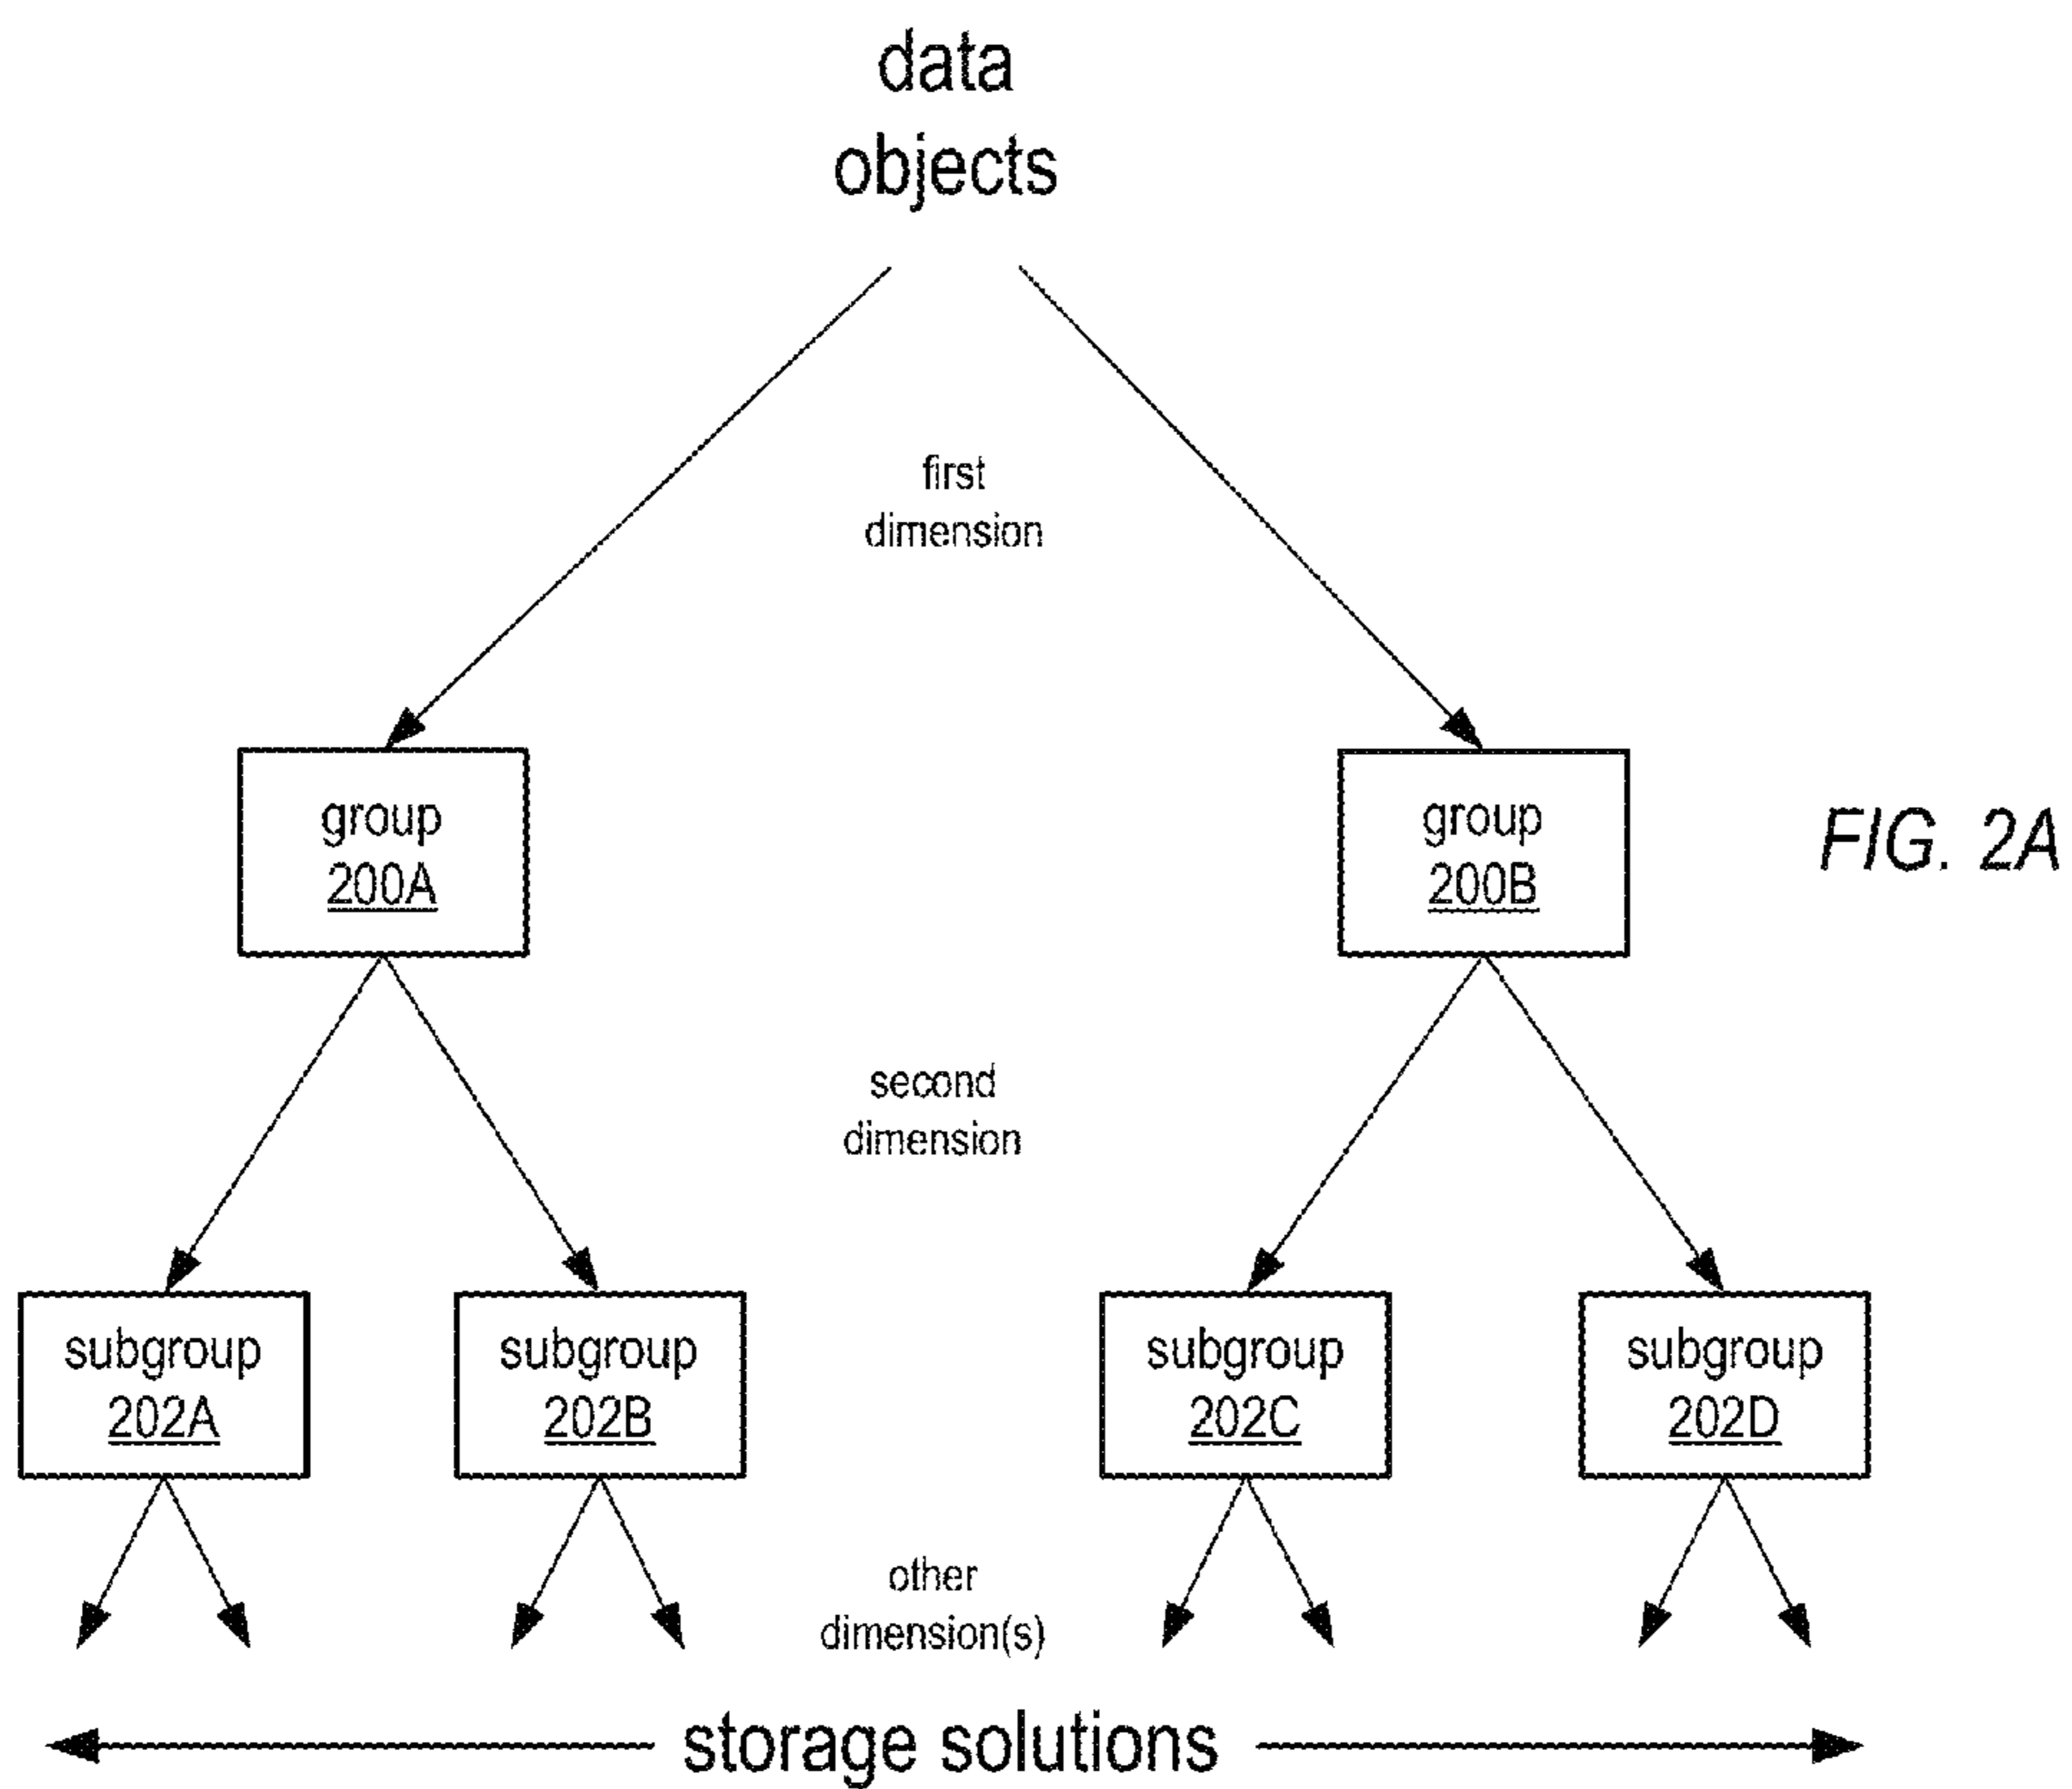 data
objects
first
dimension
group
200A
group
200B
FIG. 2A
second
dimension
subgroup
202A
subgroup
202B
subgroup
202C
subgroup
202D
other
dimension(s)
storage solutions